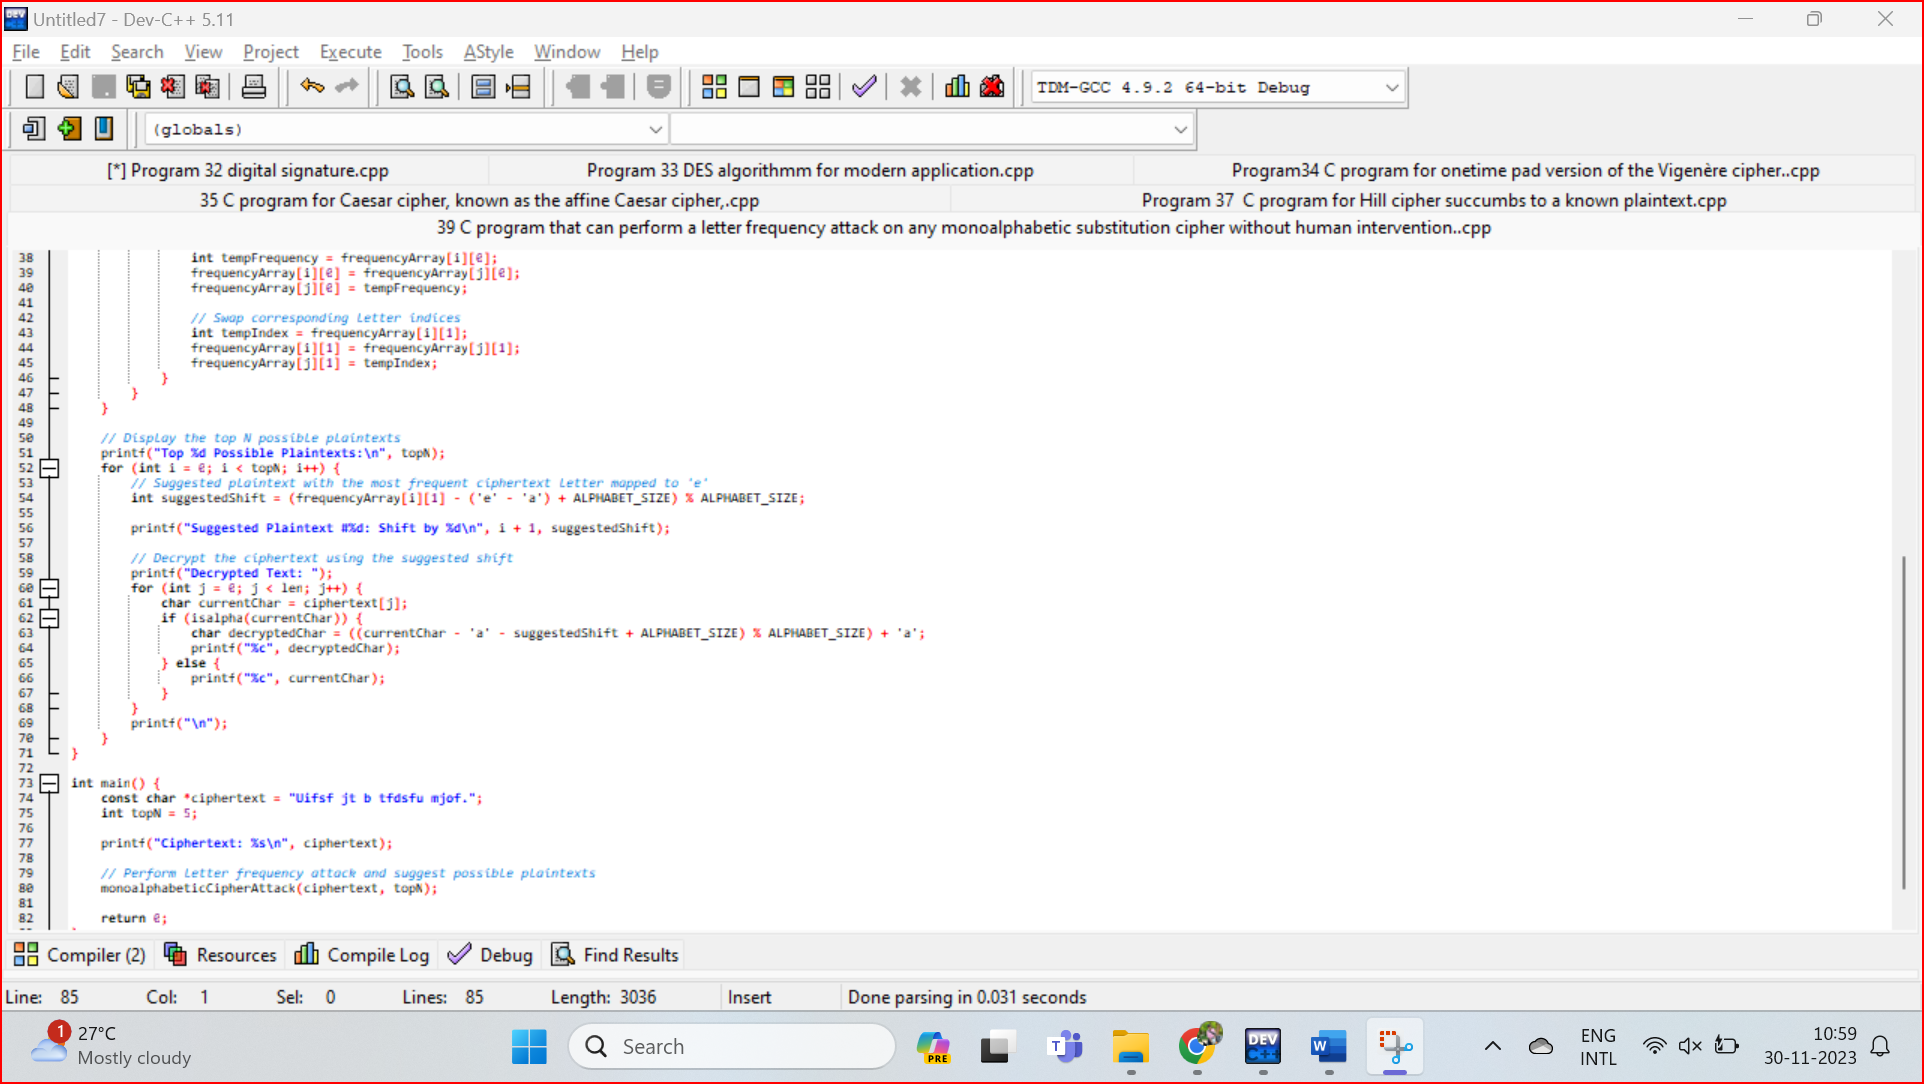 Untitled7 - Dev-C++ 5.11
File Edit Search View Project Execute Tools AStyle Window Help
TDM-GCC 4.9.2 64-bit Debug
(globals)
[*] Program 32 digital signature.cpp Program 33 DES algorithmm for modern application.cpp Program34 C program for onetime pad version of the Vigenère cipher..cpp
35 C program for Caesar cipher, known as the affine Caesar cipher,.cpp Program 37 C program for Hill cipher succumbs to a known plaintext.cpp
39 C program that can perform a letter frequency attack on any monoalphabetic substitution cipher without human intervention..cpp
38 int tempFrequency = frequencyArray[i][0];
39 frequencyArray[i][0] = frequencyArray[j][0];
40 frequencyArray[j][0] = tempFrequency;
41
42 // Swap corresponding letter indices
43 int tempIndex = frequencyArray[i][1];
44 frequencyArray[i][1] = frequencyArray[j][1];
45 frequencyArray[j][1] = tempIndex;
46 }
47 }
48 }
49
50 // Display the top N possible plaintexts
51 printf("Top %d Possible Plaintexts:\n", topN);
52 for (int i = 0; i < topN; i++) {
53 // Suggested plaintext with the most frequent ciphertext letter mapped to 'e'
54 int suggestedShift = (frequencyArray[i][1] - ('e' - 'a') + ALPHABET_SIZE) % ALPHABET_SIZE;
55
56 printf("Suggested Plaintext #%d: Shift by %d\n", i + 1, suggestedShift);
57
58 // Decrypt the ciphertext using the suggested shift
59 printf("Decrypted Text: ");
60 for (int j = 0; j < len; j++) {
61 char currentChar = ciphertext[j];
62 if (isalpha(currentChar)) {
63 char decryptedChar = ((currentChar - 'a' - suggestedShift + ALPHABET_SIZE) % ALPHABET_SIZE) + 'a';
64 printf("%c", decryptedChar);
65 } else {
66 printf("%c", currentChar);
67 }
68 }
69 printf("\n");
70 }
71 }
72
73 int main() {
74 const char *ciphertext = "Uifsf jt b tfdsfu mjof.";
75 int topN = 5;
76
77 printf("Ciphertext: %s\n", ciphertext);
78
79 // Perform letter frequency attack and suggest possible plaintexts
80 monoalphabeticCipherAttack(ciphertext, topN);
81
82 return 0;
Compiler (2) Resources Compile Log Debug Find Results
Line: 85 Col: 1 Sel: 0 Lines: 85 Length: 3036 Insert Done parsing in 0.031 seconds
1 27°C
Mostly cloudy
Search
PRE
T
DEV C++
W
ENG
INTL
10:59
30-11-2023